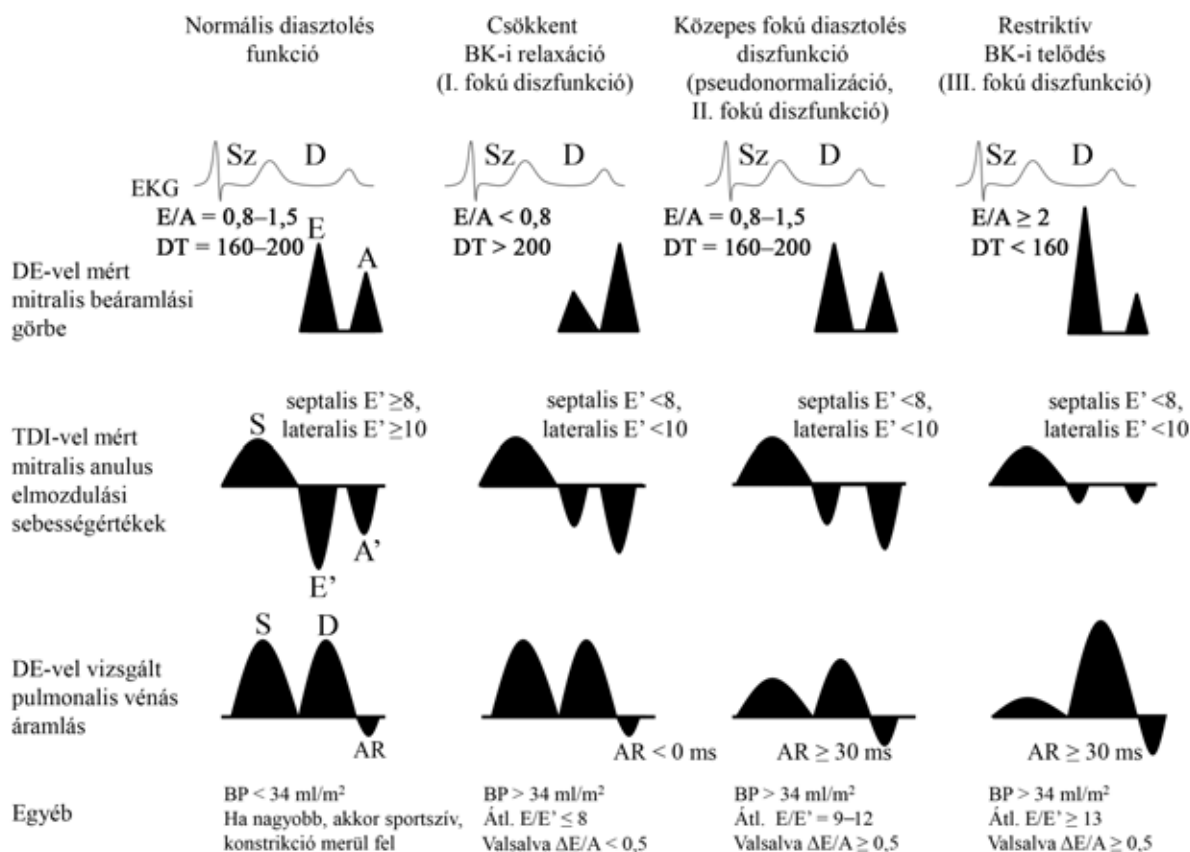 Normális diasztolés
funkció
Csökkent
BK-i relaxáció
(I. fokú diszfunkció)
Közepes fokú diasztolés
diszfunkció
(pseudonormalizáció,
II. fokú diszfunkció)
Restriktív
BK-i telődés
(III. fokú diszfunkció)
EKG
Sz D
Sz D
Sz D
Sz D
DE-vel mért
mitralis beáramlási
görbe
E/A = 0,8–1,5
DT = 160–200
E
A
E/A < 0,8
DT > 200
E/A = 0,8–1,5
DT = 160–200
E/A ≥ 2
DT < 160
TDI-vel mért
mitralis anulus
elmozdulási
sebességértékek
septalis E’ ≥8,
lateralis E’ ≥10
S
E’
A’
septalis E’ <8,
lateralis E’ <10
septalis E’ <8,
lateralis E’ <10
septalis E’ <8,
lateralis E’ <10
DE-vel vizsgált
pulmonalis vénás
áramlás
S D
AR
AR < 0 ms
AR ≥ 30 ms
AR ≥ 30 ms
Egyéb
BP < 34 ml/m²
Ha nagyobb, akkor sportszív,
konstrikció merül fel
BP > 34 ml/m²
Átl. E/E’ ≤ 8
Valsalva ΔE/A < 0,5
BP > 34 ml/m²
Átl. E/E’ = 9–12
Valsalva ΔE/A ≥ 0,5
BP > 34 ml/m²
Átl. E/E’ ≥ 13
Valsalva ΔE/A ≥ 0,5